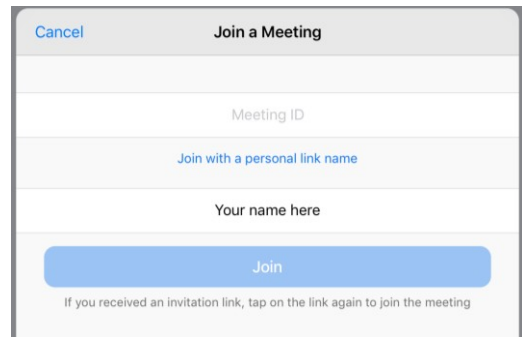 Cancel Join a Meeting
Meeting ID
Join with a personal link name
Your name here
Join
If you received an invitation link, tap on the link again to join the meeting